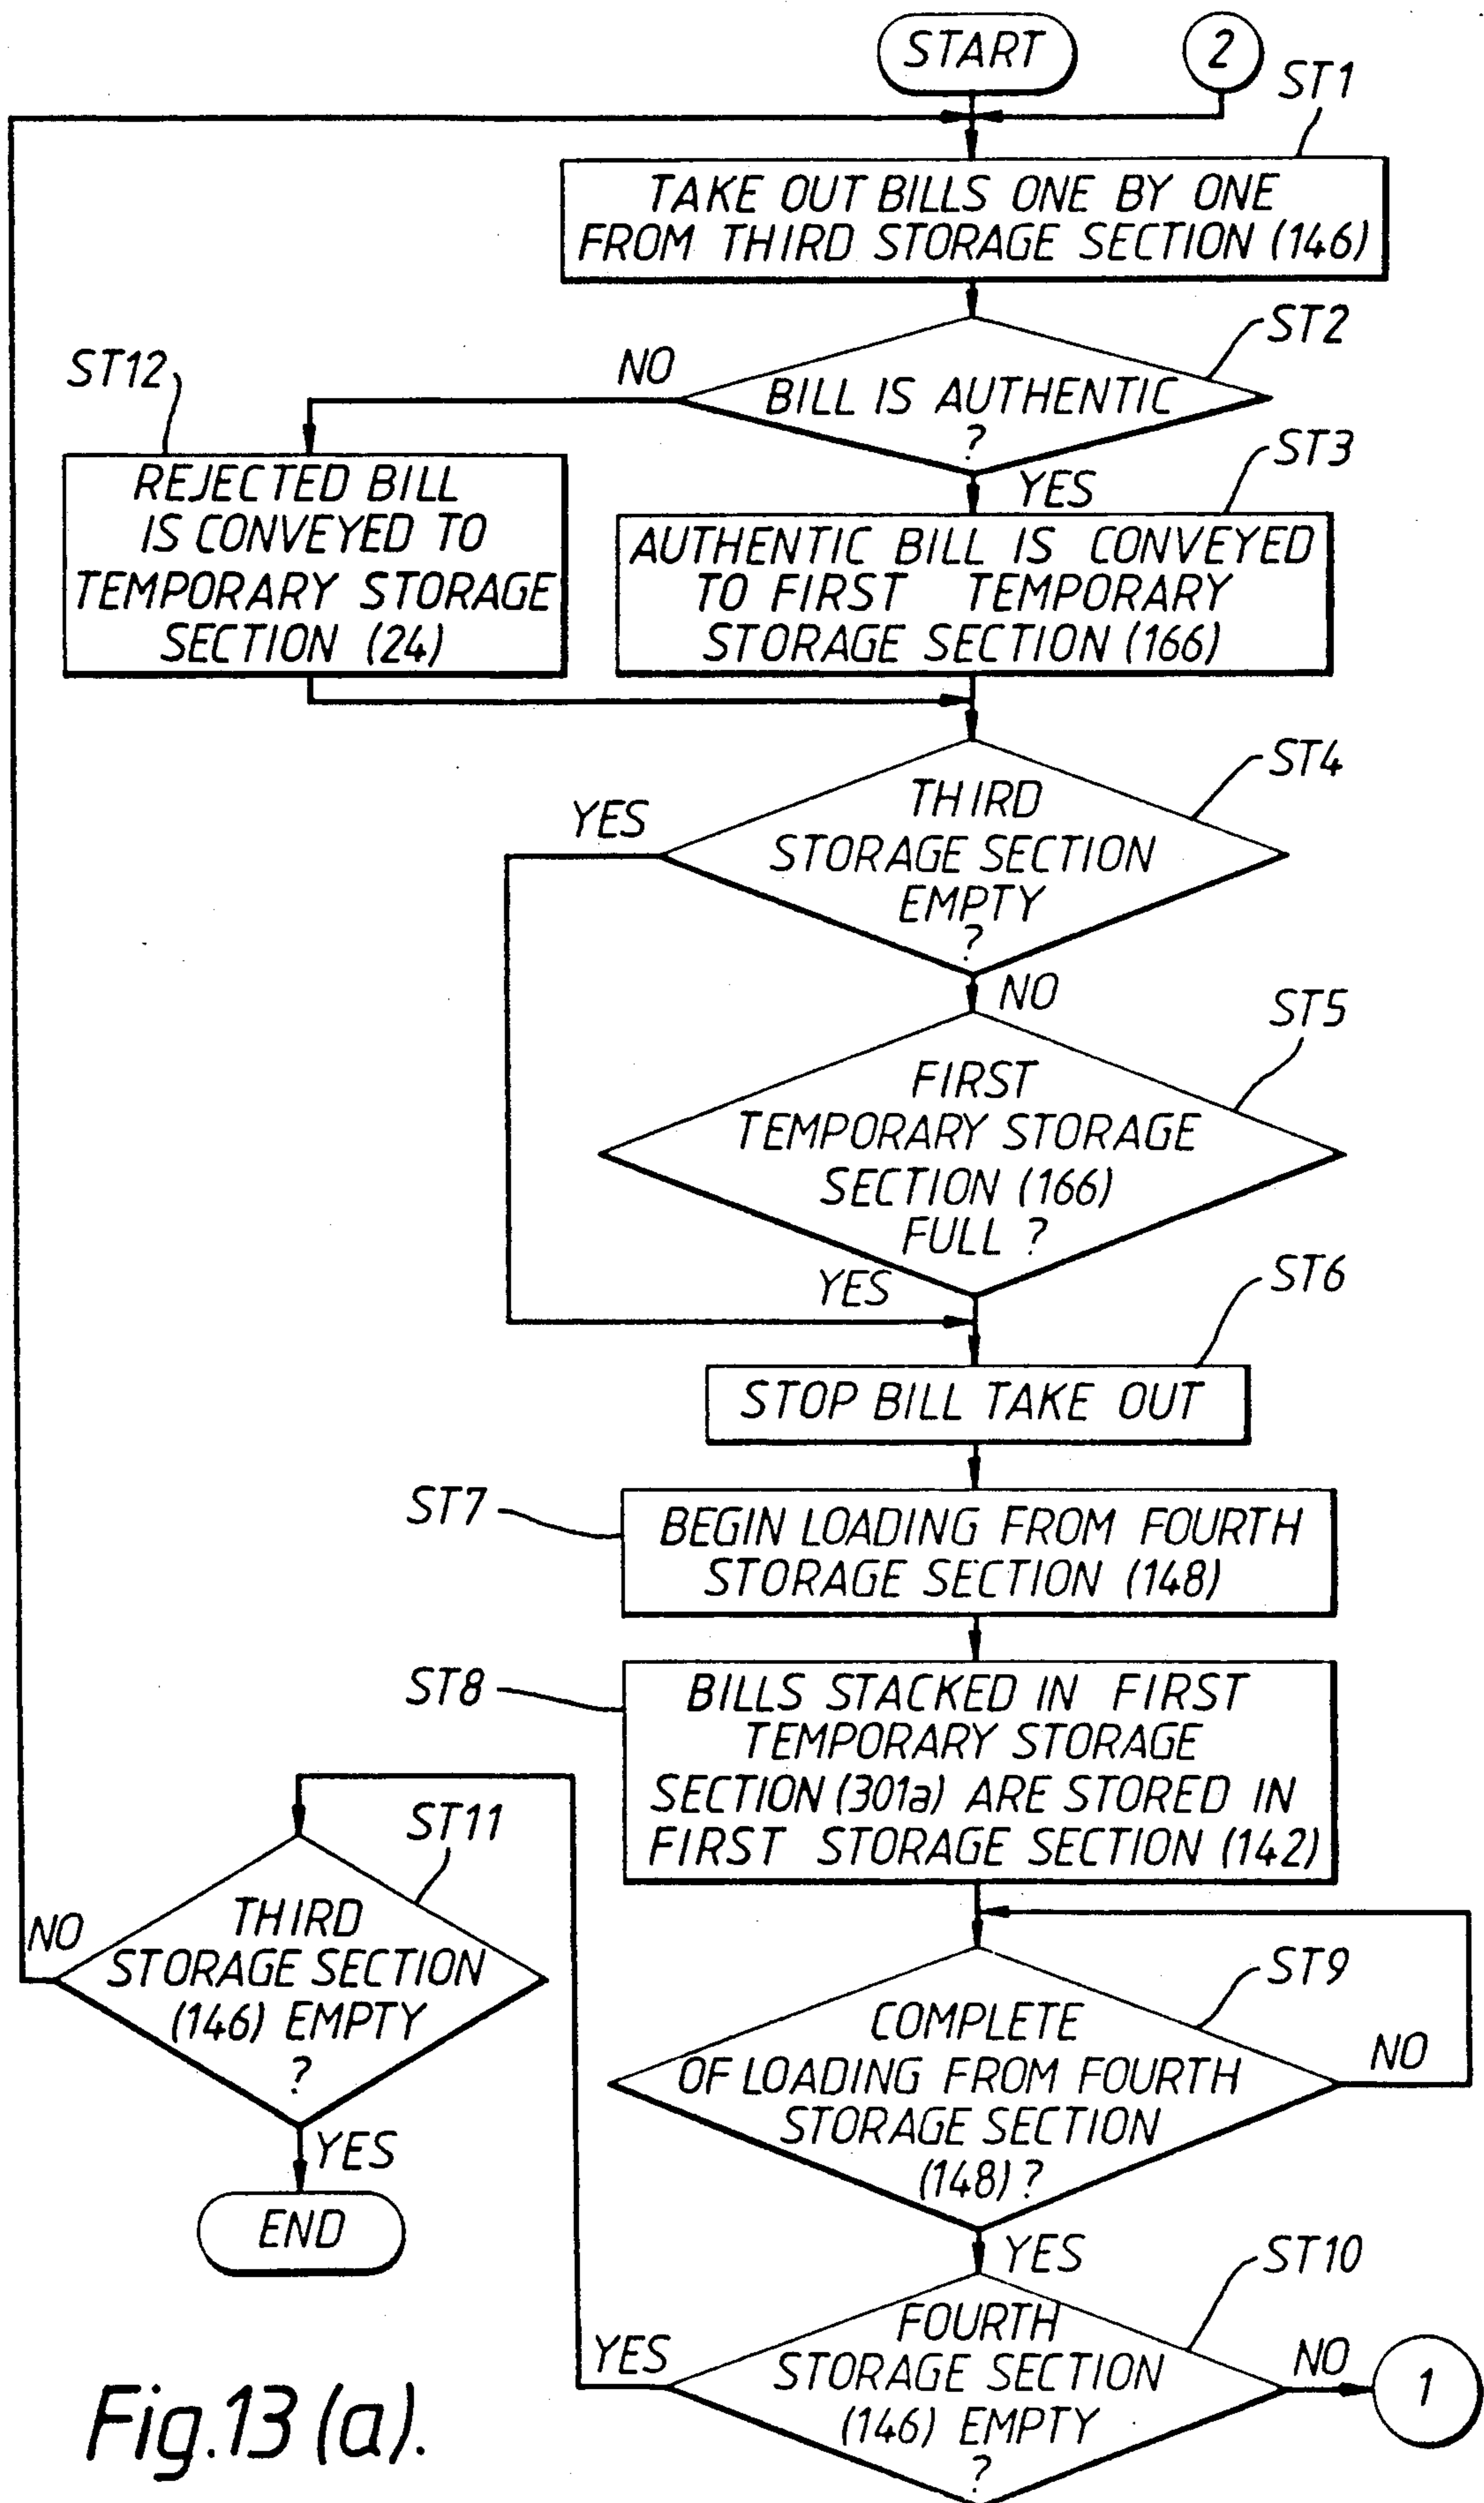 START
2
ST1
TAKE OUT BILLS ONE BY ONE
FROM THIRD STORAGE SECTION (146)
ST2
ST12
NO
BILL IS AUTHENTIC
?
ST3
YES
REJECTED BILL
IS CONVEYED TO
TEMPORARY STORAGE
SECTION (24)
AUTHENTIC BILL IS CONVEYED
TO FIRST TEMPORARY
STORAGE SECTION (166)
ST4
YES
THIRD
STORAGE SECTION
EMPTY
?
NO
ST5
FIRST
TEMPORARY STORAGE
SECTION (166)
FULL ?
YES
ST6
STOP BILL TAKE OUT
ST7
BEGIN LOADING FROM FOURTH
STORAGE SECTION (148)
ST8
BILLS STACKED IN FIRST
TEMPORARY STORAGE
SECTION (301a) ARE STORED IN
FIRST STORAGE SECTION (142)
ST11
NO
THIRD
STORAGE SECTION
(146) EMPTY
?
YES
END
ST9
COMPLETE
OF LOADING FROM FOURTH
STORAGE SECTION
(148) ?
NO
YES
ST10
FOURTH
STORAGE SECTION
(146) EMPTY
?
YES
NO
1
Fig.13 (a).